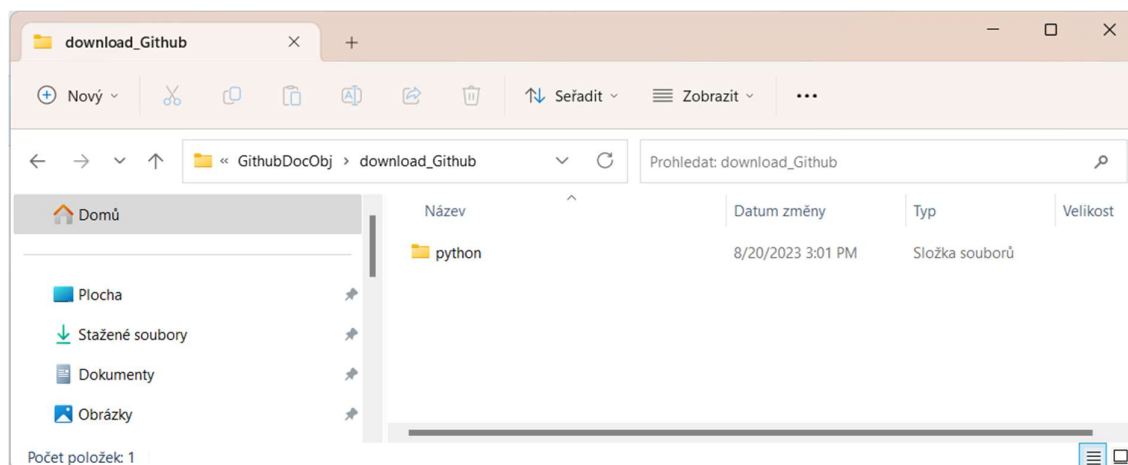 download_Github
Nový
Seřadit
Zobrazit
« GithubDocObj > download_Github
Prohledat: download_Github
Domů
Název Datum změny Typ Velikost
python 8/20/2023 3:01 PM Složka souborů
Plocha
Stažené soubory
Dokumenty
Obrázky
Počet položek: 1